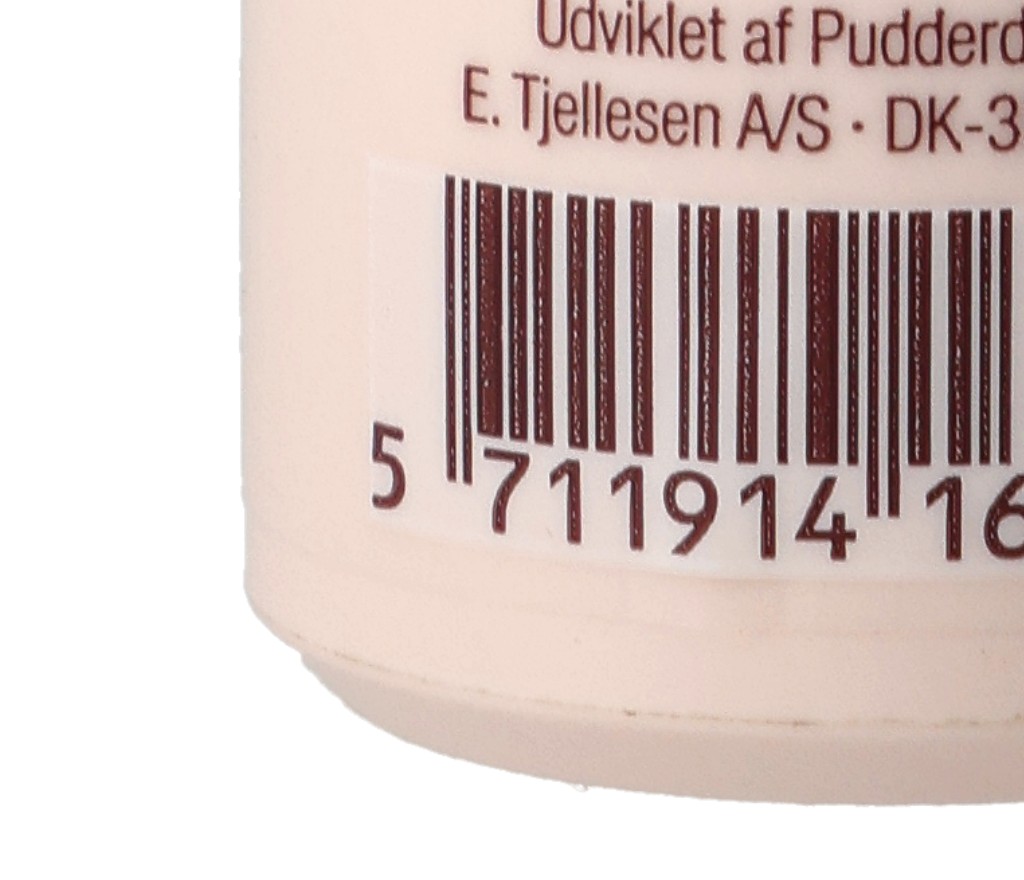 Udviklet af Pudderd
E. Tjellesen A/S · DK-3
5 711914 16